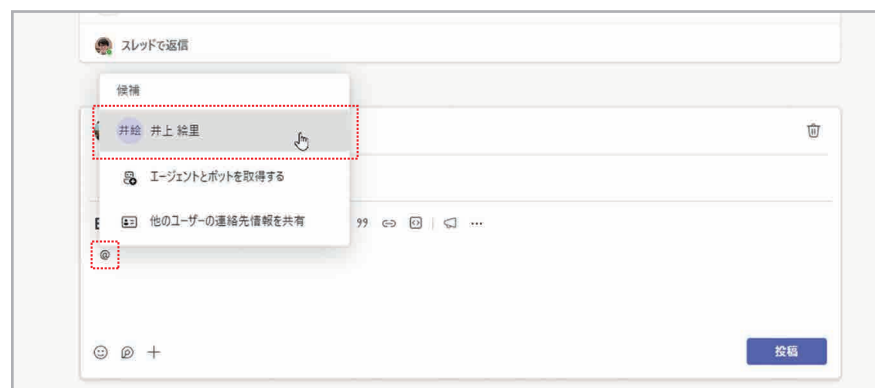 スレッドで返信
候補
井絵 井上 絵里
エージェントとボットを取得する
他のユーザーの連絡先情報を共有
@
投稿